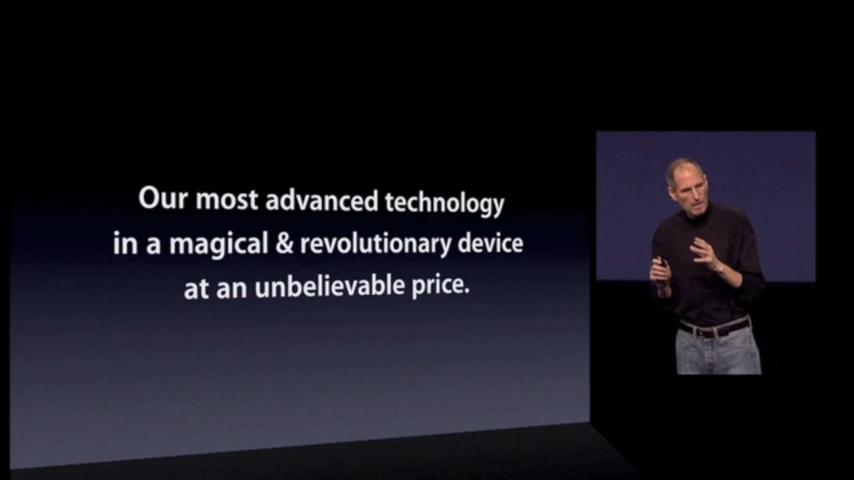 Our most advanced technology
in a magical & revolutionary device
at an unbelievable price.